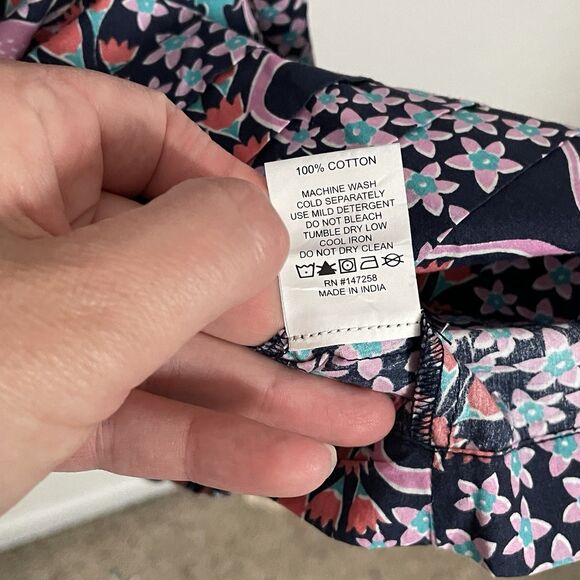 100% COTTON
MACHINE WASH
COLD SEPARATELY
USE MILD DETERGENT
DO NOT BLEACH
TUMBLE DRY LOW
COOL IRON
DO NOT DRY CLEAN
RN #147258
MADE IN INDIA